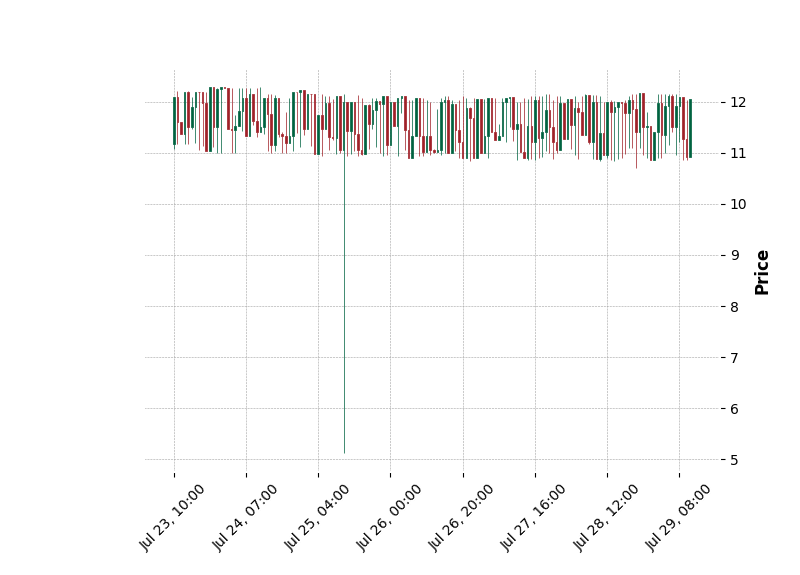 12
11
10
9
8
7
6
5
Price
Jul 23, 10:00
Jul 24, 07:00
Jul 25, 04:00
Jul 26, 00:00
Jul 26, 20:00
Jul 27, 16:00
Jul 28, 12:00
Jul 29, 08:00